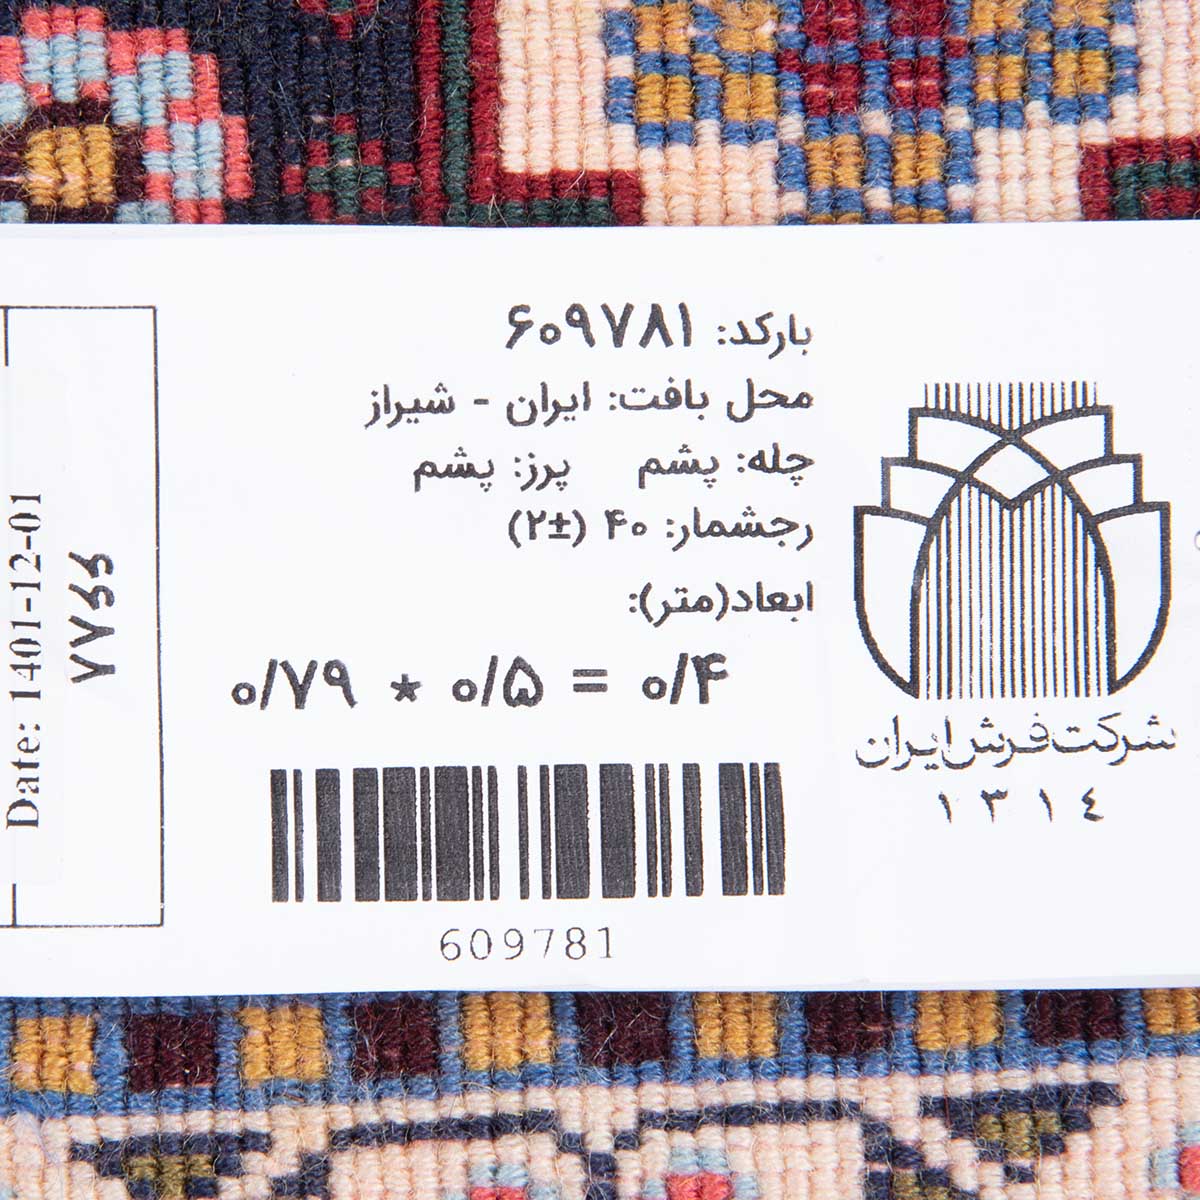 بارکد: ۶۰۹۷۸۱
محل بافت: ایران - شیراز
چله: پشم پرز: پشم
رجشمار: ۴۰ (±۲)
ابعاد(متر):
۰/۷۹ * ۰/۵ = ۰/۴
609781
شرکت فرش ایران
۱۳۱٤
Date: 1401-12-01
۷۷۶۶